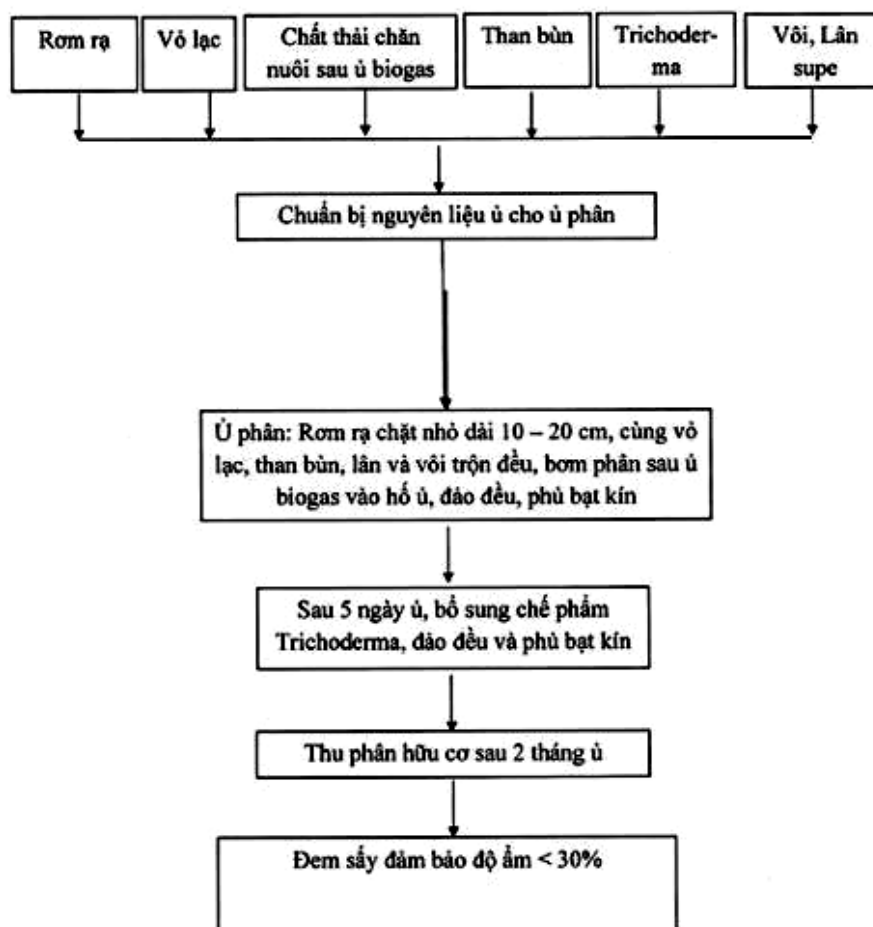 Rơm rạ
Vỏ lạc
Chất thải chăn
nuôi sau ủ biogas
Than bùn
Trichoder-
ma
Vôi, Lân
supe
Chuẩn bị nguyên liệu ủ cho ủ phân
Ủ phân: Rơm rạ chặt nhỏ dài 10 – 20 cm, cùng vỏ
lạc, than bùn, lân và vôi trộn đều, bơm phân sau ủ
biogas vào hố ủ, đảo đều, phủ bạt kín
Sau 5 ngày ủ, bổ sung chế phẩm
Trichoderma, đảo đều và phủ bạt kín
Thu phân hữu cơ sau 2 tháng ủ
Đem sấy đảm bảo độ ẩm < 30%